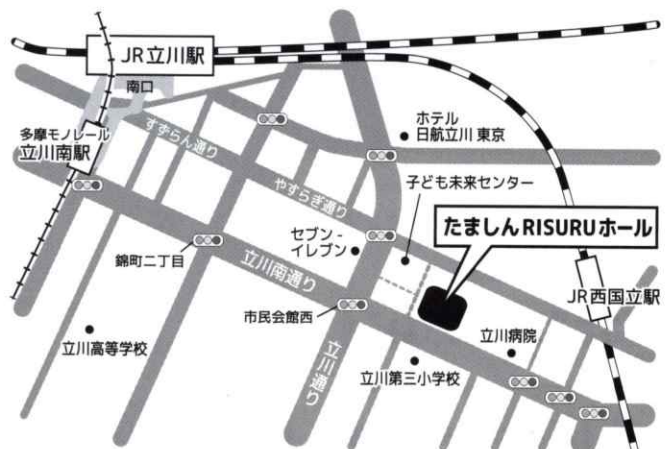 JR立川駅
南口
多摩モノレール
立川南駅
すずらん通り
ホテル
日航立川 東京
子ども未来センター
やすらぎ通り
たましんRISURUホール
セブン-
イレブン
錦町二丁目
立川南通り
JR西国立駅
市民会館西
立川高等学校
立川通り
立川病院
立川第三小学校